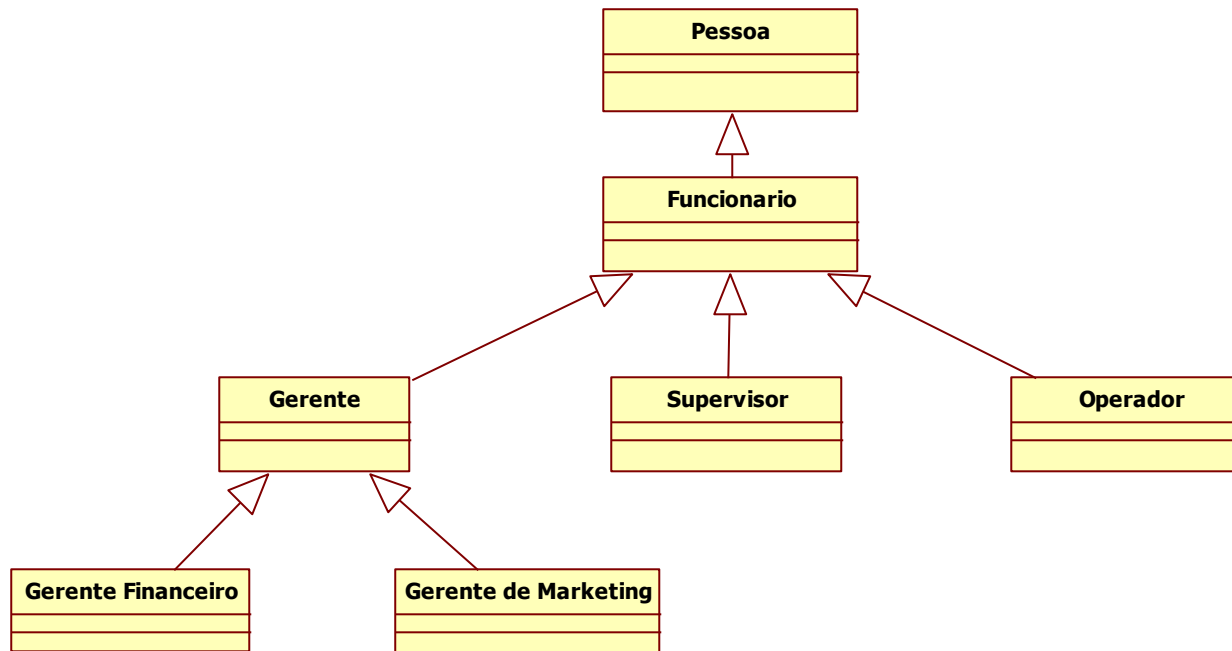 Pessoa
Funcionario
Gerente
Supervisor
Operador
Gerente Financeiro
Gerente de Marketing